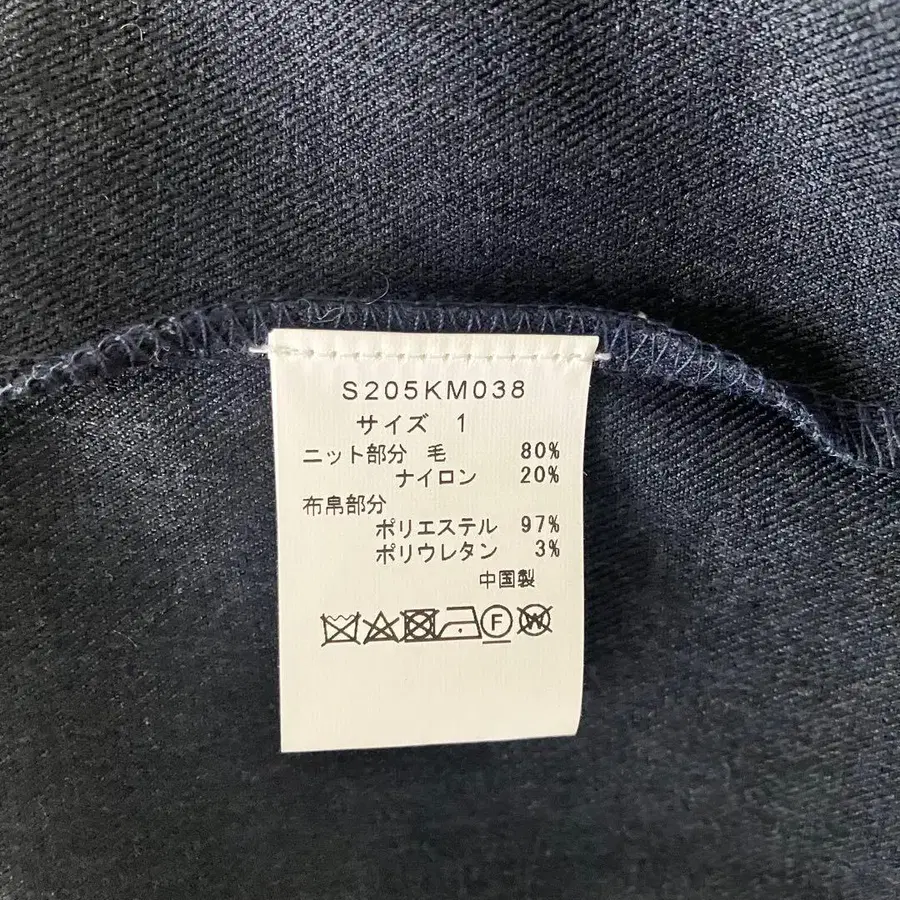 S205KM038
サイズ 1
ニット部分 毛 80%
ナイロン 20%
布帛部分
ポリエステル 97%
ポリウレタン 3%
中国製
F W